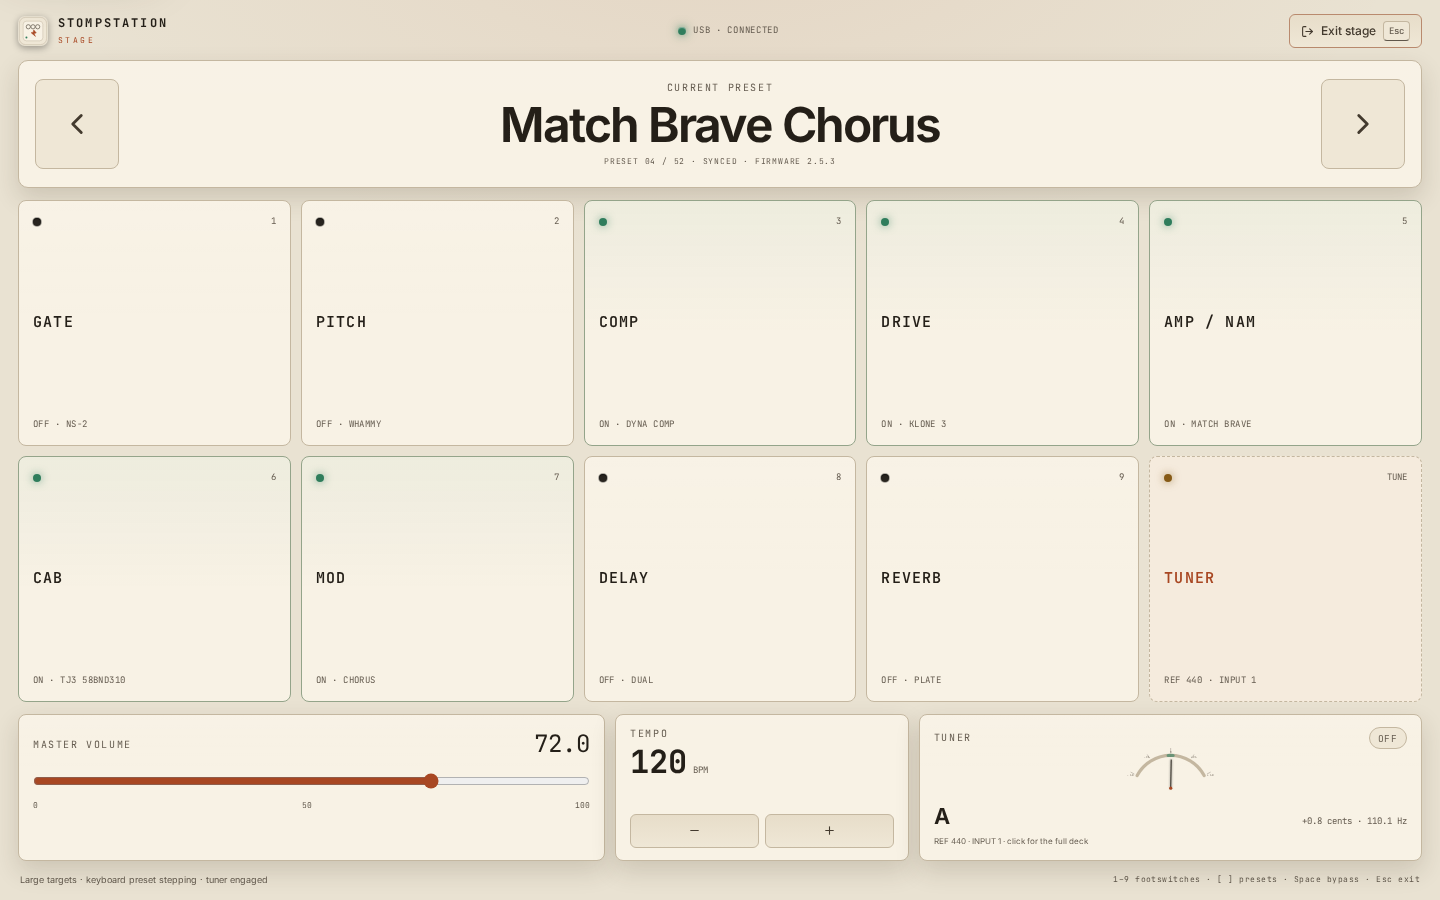 STOMPSTATION
STAGE
USB · CONNECTED
Exit stage Esc
CURRENT PRESET
Match Brave Chorus
PRESET 04 / 52 · SYNCED · FIRMWARE 2.5.3
1
GATE
OFF · NS-2
2
PITCH
OFF · WHAMMY
3
COMP
ON · DYNA COMP
4
DRIVE
ON · KLONE 3
5
AMP / NAM
ON · MATCH BRAVE
6
CAB
ON · TJ3 58BND310
7
MOD
ON · CHORUS
8
DELAY
OFF · DUAL
9
REVERB
OFF · PLATE
TUNE
TUNER
REF 440 · INPUT 1
MASTER VOLUME
72.0
0 50 100
TEMPO
120 BPM
− +
TUNER
OFF
A
+0.8 cents · 110.1 Hz
REF 440 · INPUT 1 · click for the full deck
Large targets · keyboard preset stepping · tuner engaged
1–9 footswitches · [ ] presets · Space bypass · Esc exit